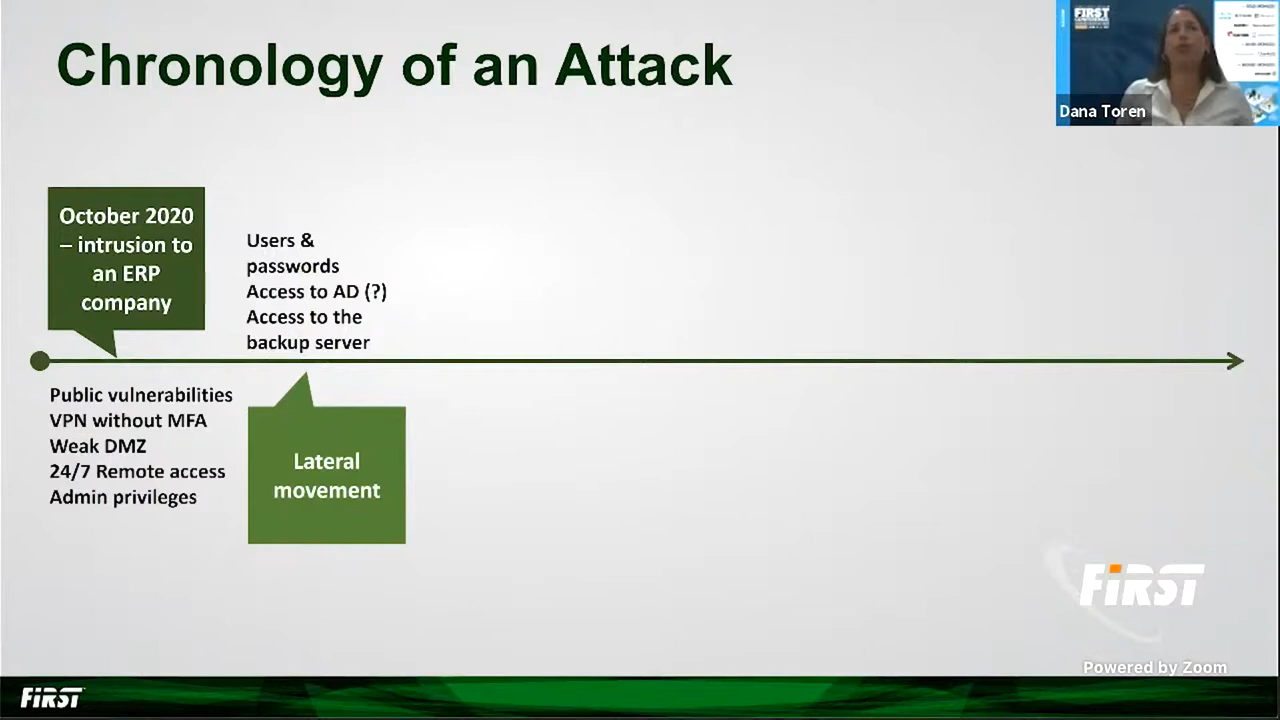 Chronology of an Attack
FIRST
Dana Toren
October 2020
– intrusion to
an ERP
company
Users &
passwords
Access to AD (?)
Access to the
backup server
Public vulnerabilities
VPN without MFA
Weak DMZ
24/7 Remote access
Admin privileges
Lateral
movement
FiRST
Powered by Zoom
FiRST